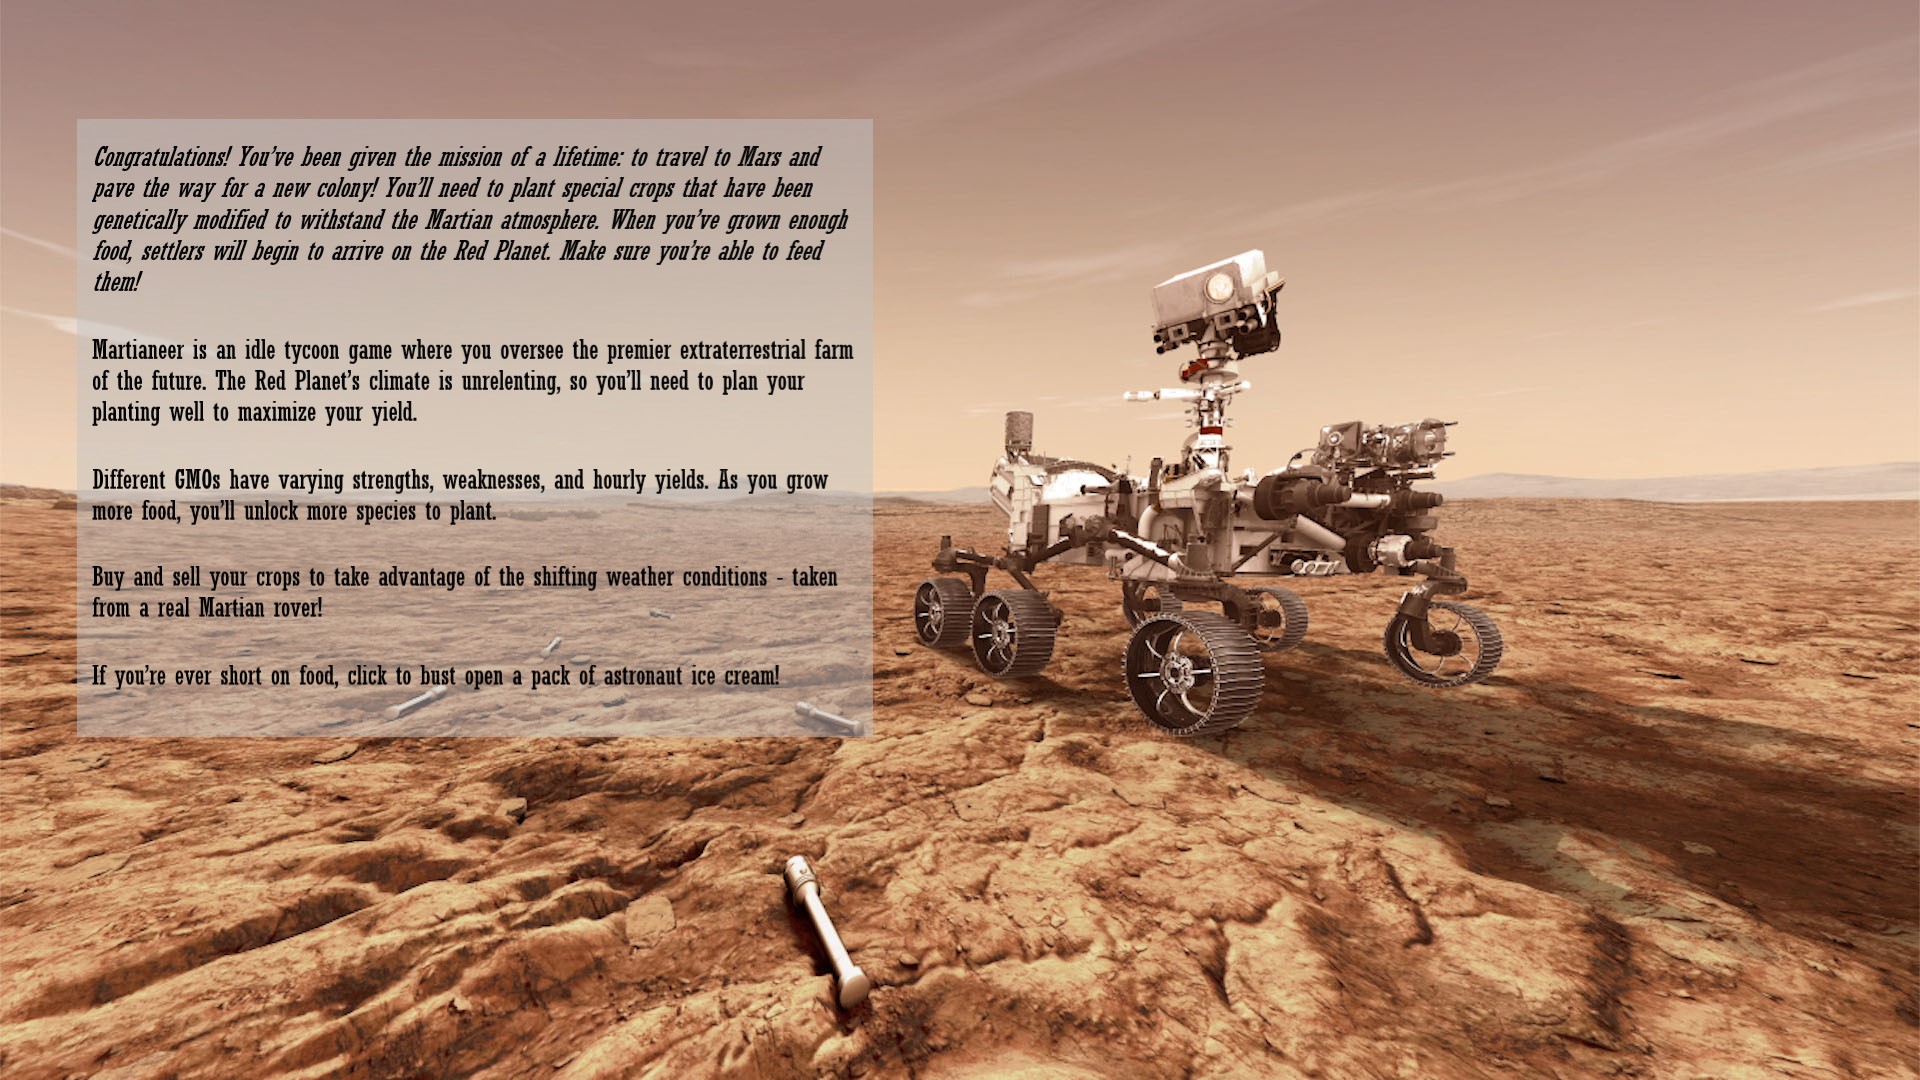 Congratulations! You've been given the mission of a lifetime: to travel to Mars and
pave the way for a new colony! You'll need to plant special crops that have been
genetically modified to withstand the Martian atmosphere. When you've grown enough
food, settlers will begin to arrive on the Red Planet. Make sure you're able to feed
them!
Martianeer is an idle tycoon game where you oversee the premier extraterrestrial farm
of the future. The Red Planet's climate is unrelenting, so you'll need to plan your
planting well to maximize your yield.
Different GMOs have varying strengths, weaknesses, and hourly yields. As you grow
more food, you'll unlock more species to plant.
Buy and sell your crops to take advantage of the shifting weather conditions - taken
from a real Martian rover!
If you're ever short on food, click to bust open a pack of astronaut ice cream!